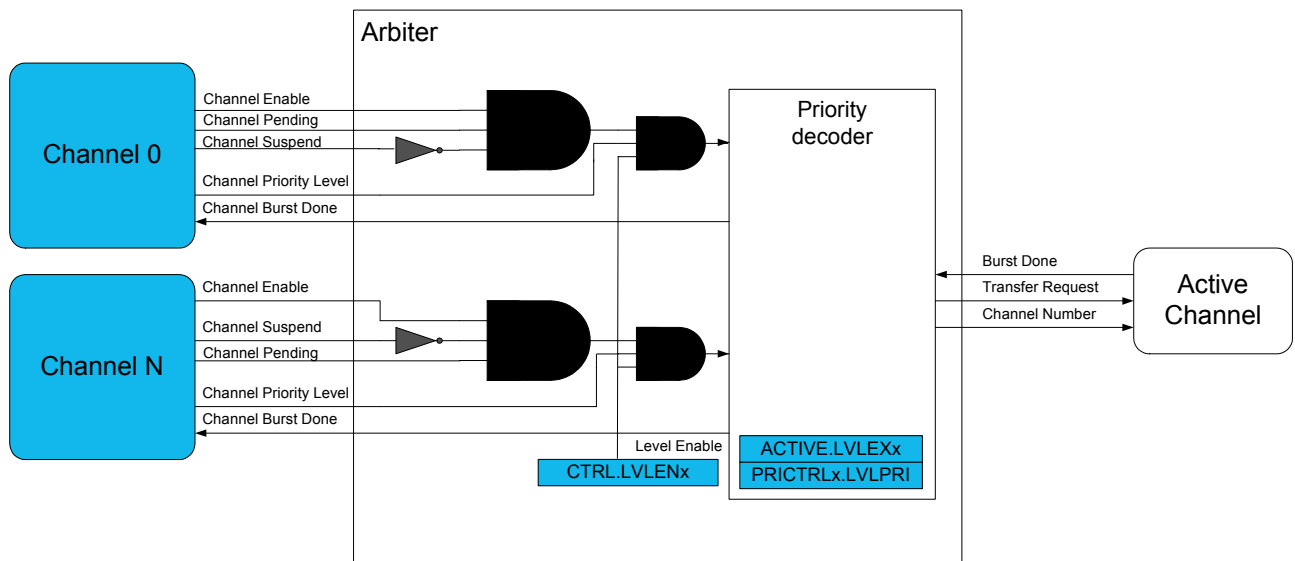 Arbiter
Channel 0
Channel Enable
Channel Pending
Channel Suspend
Channel Priority Level
Channel Burst Done
Priority
decoder
Channel N
Channel Enable
Channel Suspend
Channel Pending
Channel Priority Level
Channel Burst Done
Level Enable
CTRL.LVLENx
ACTIVE.LVLEXx
PRICTRLx.LVLPRI
Burst Done
Transfer Request
Channel Number
Active
Channel